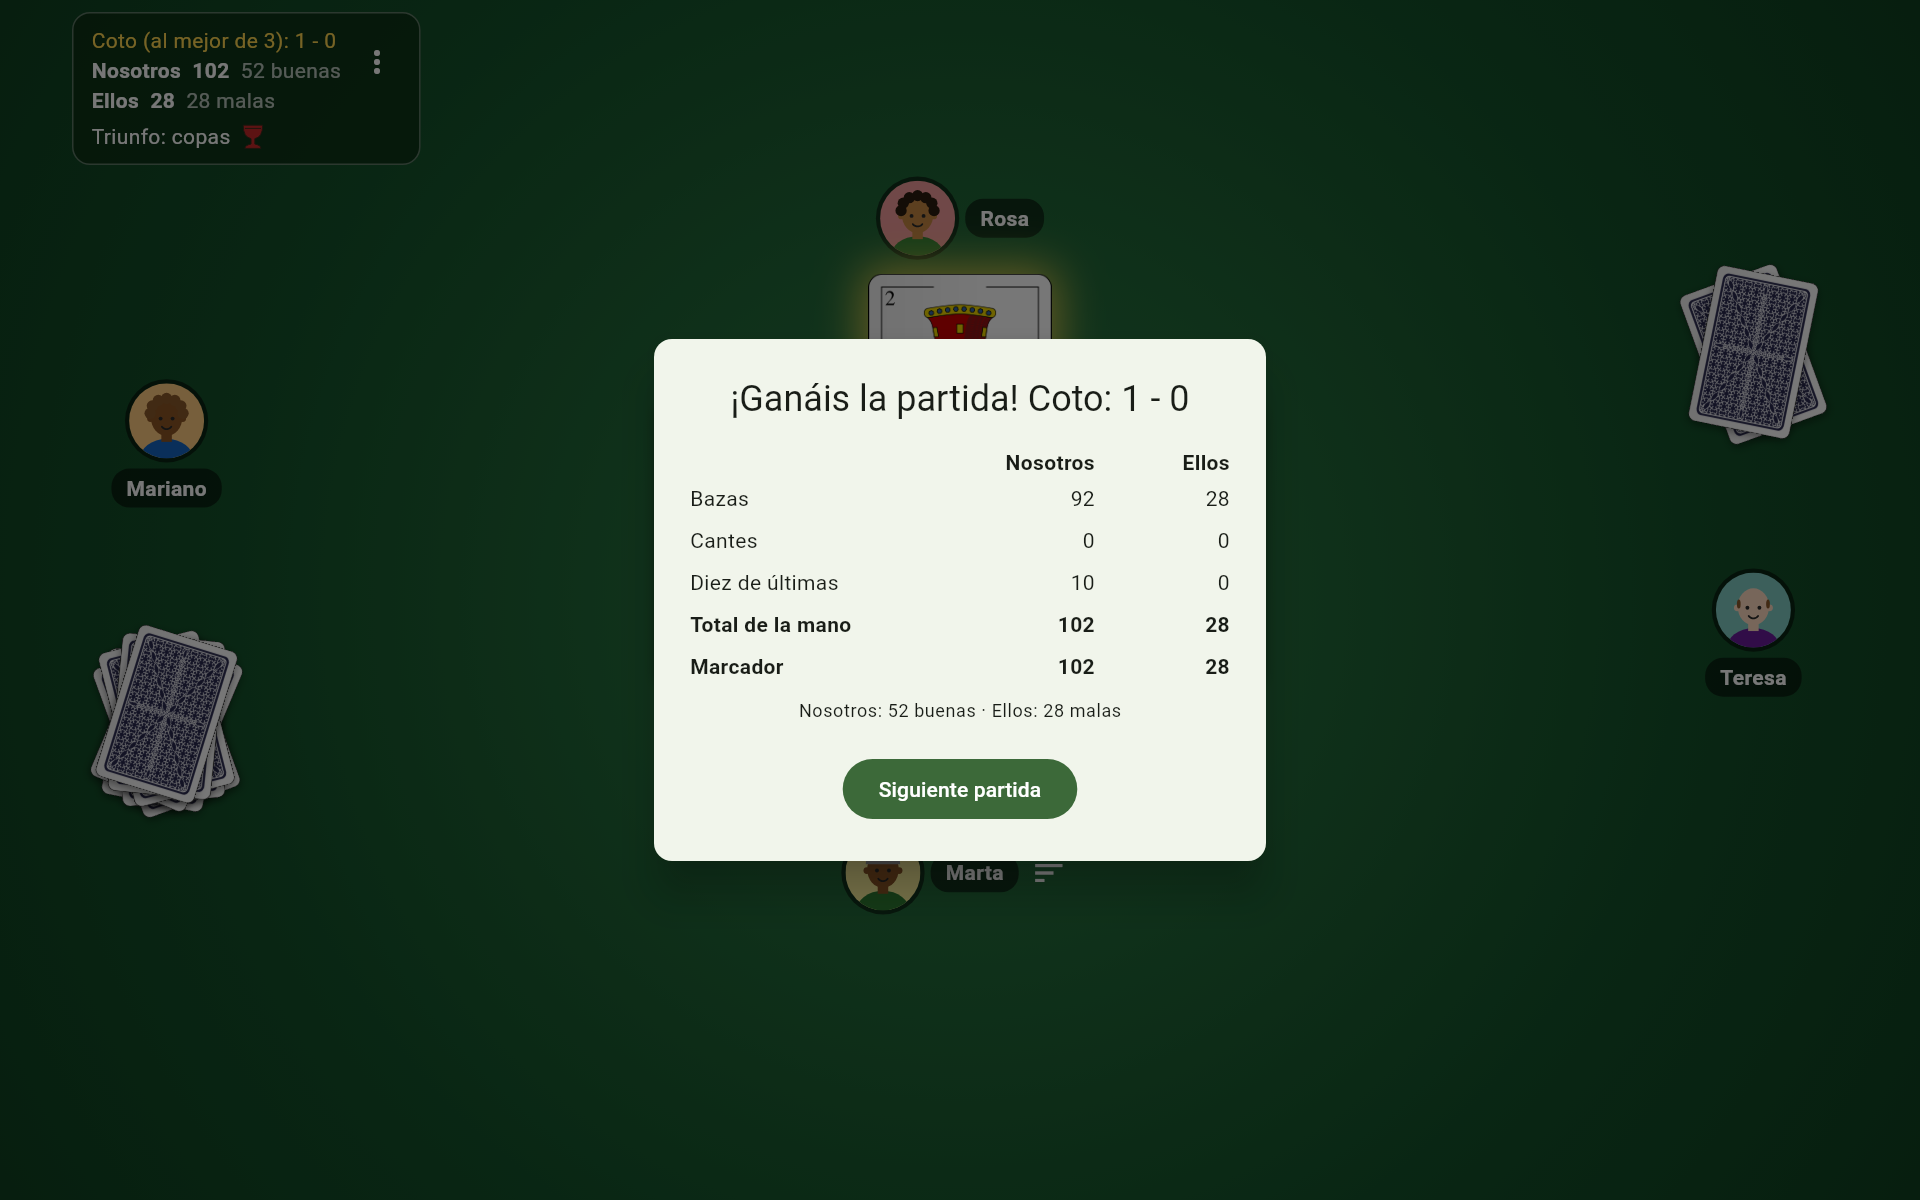 Coto (al mejor de 3): 1 - 0
Nosotros 102 52 buenas
Ellos 28 28 malas
Triunfo: copas
Rosa
2
Mariano
Teresa
¡Ganáis la partida! Coto: 1 - 0
Nosotros Ellos
Bazas 92 28
Cantes 0 0
Diez de últimas 10 0
Total de la mano 102 28
Marcador 102 28
Nosotros: 52 buenas · Ellos: 28 malas
Siguiente partida
Marta